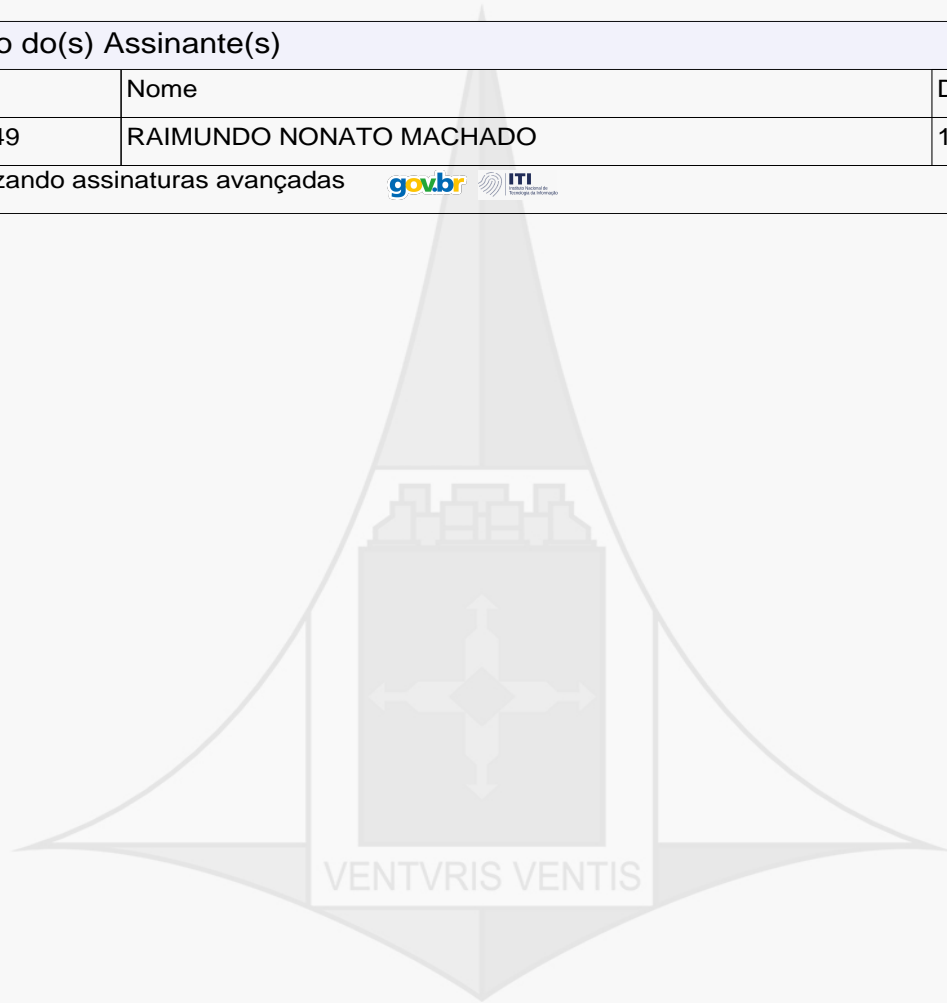 o do(s) Assinante(s)
Nome
49 RAIMUNDO NONATO MACHADO 1
zando assinaturas avançadas gov.br ITI
VENTVRIS VENTIS